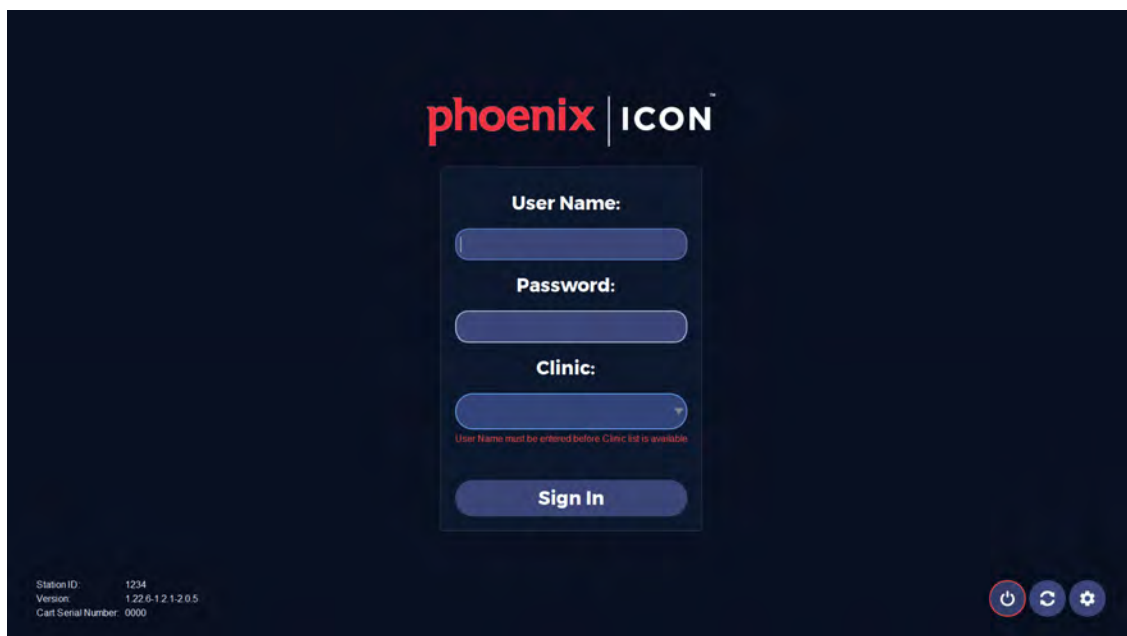 phoenix | ICON™
User Name:
Password:
Clinic:
User Name must be entered before Clinic list is available
Sign In
Station ID: 1234
Version: 1.22.6-1.2.1-2.0.5
Cart Serial Number: 0000